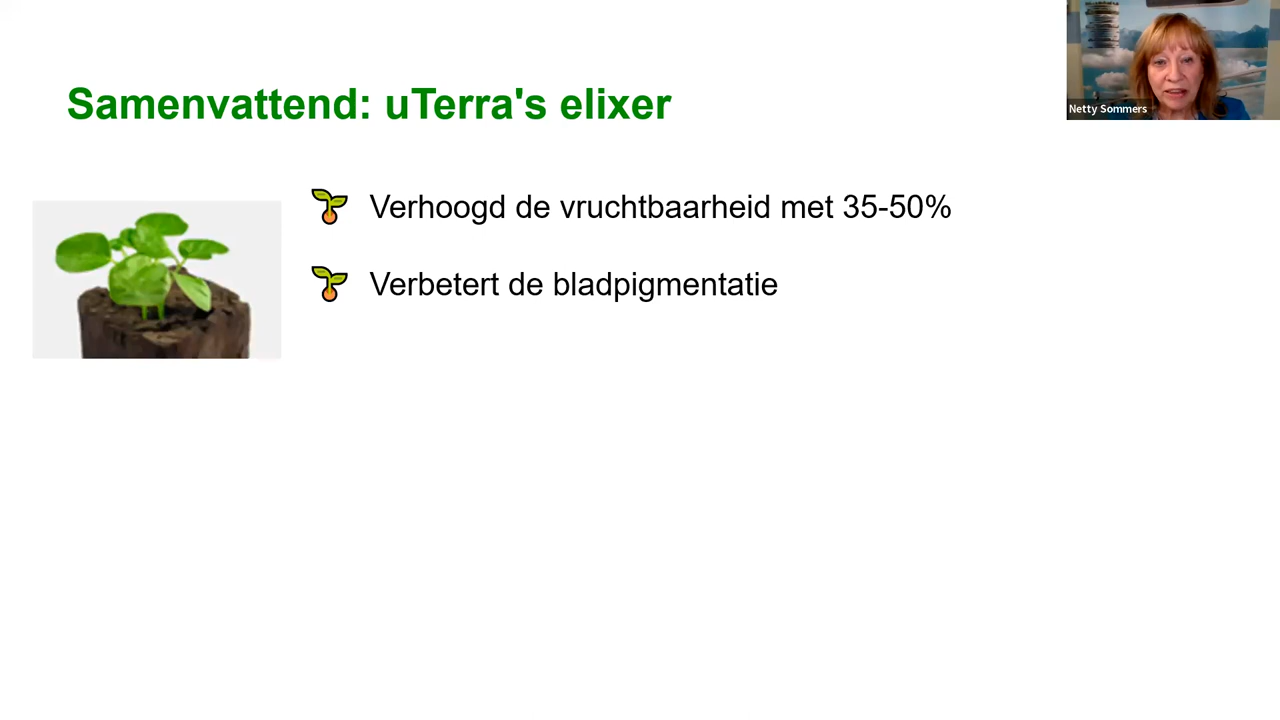 Samenvattend: uTerra's elixer
Netty Sommers
Verhoogd de vruchtbaarheid met 35-50%
Verbetert de bladpigmentatie